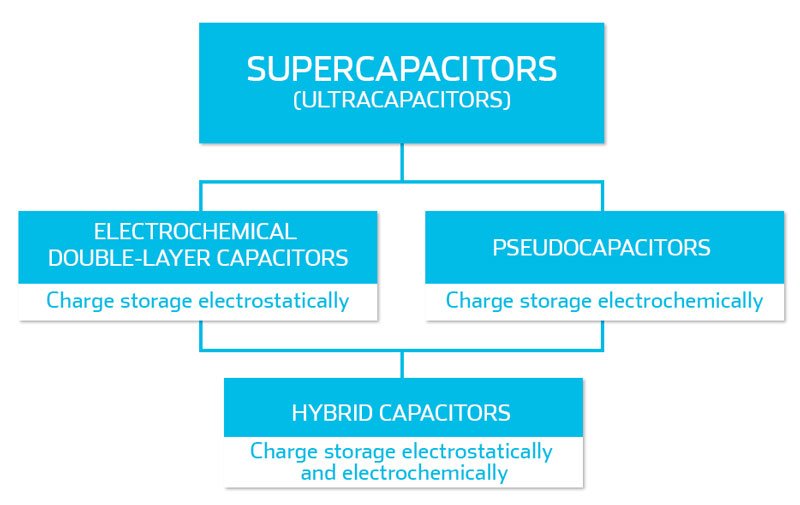 SUPERCAPACITORS
(ULTRACAPACITORS)
ELECTROCHEMICAL
DOUBLE-LAYER CAPACITORS
Charge storage electrostatically
PSEUDOCAPACITORS
Charge storage electrochemically
HYBRID CAPACITORS
Charge storage electrostatically
and electrochemically